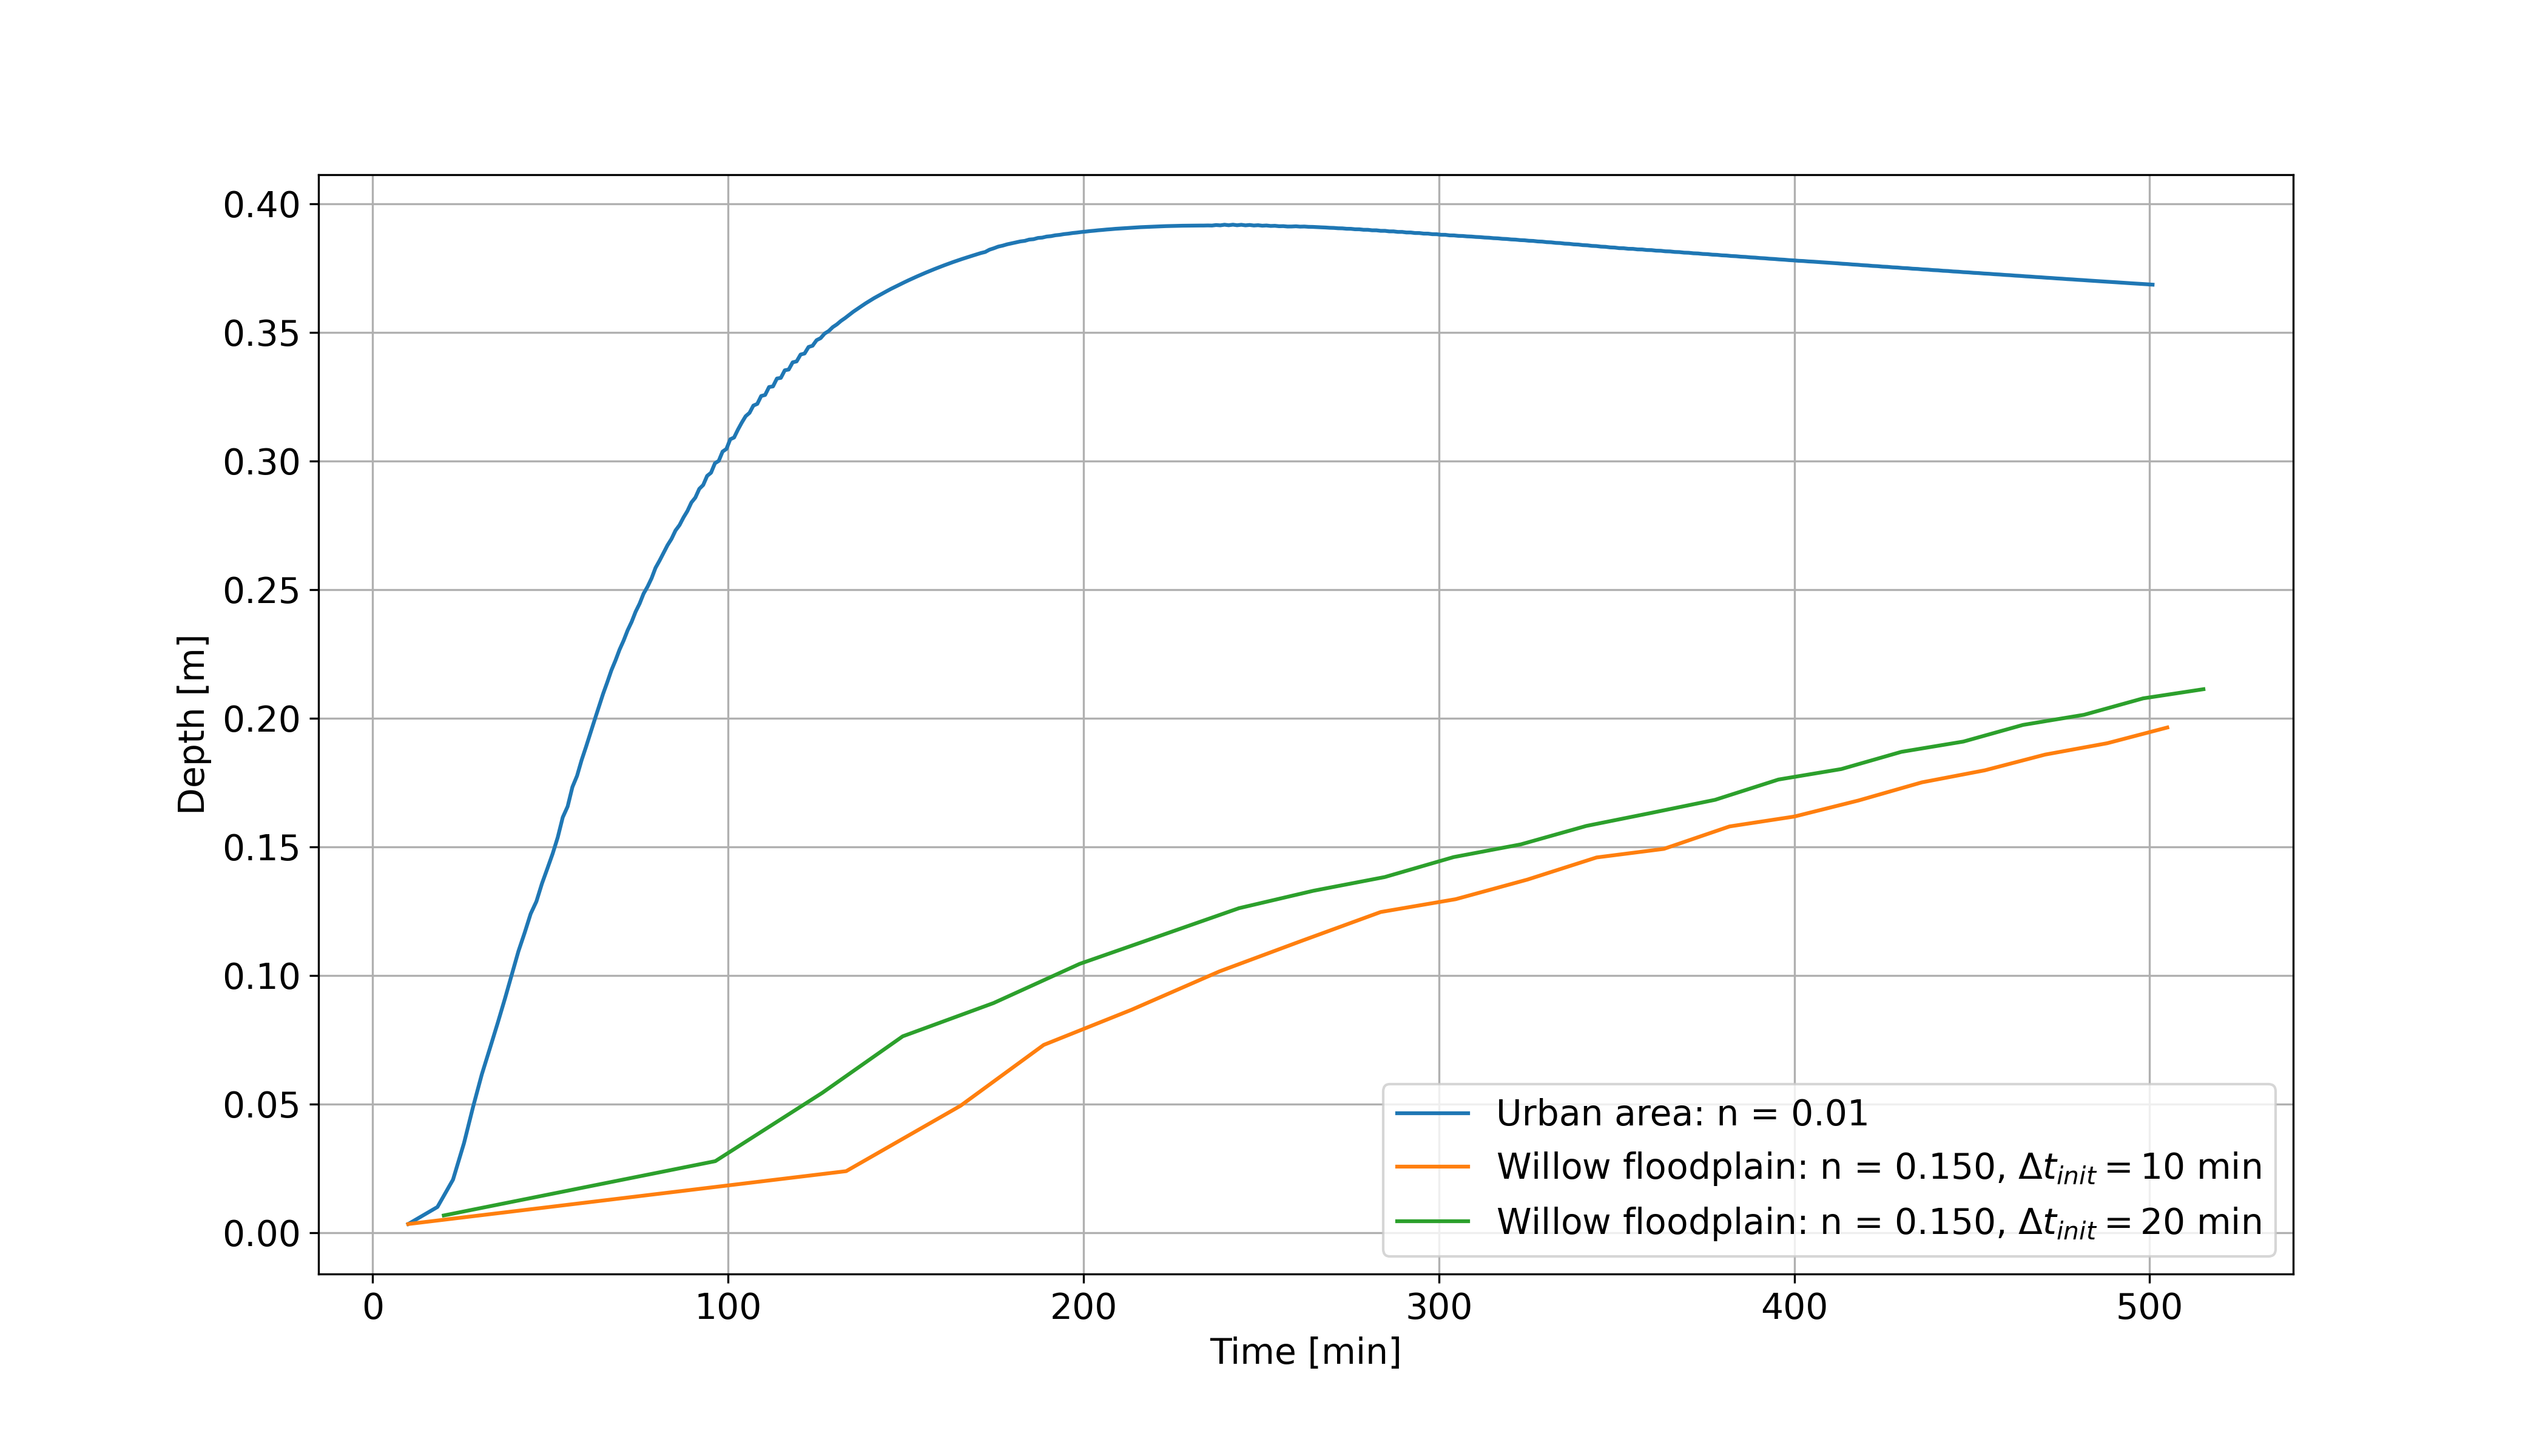 0.40
0.35
0.30
0.25
0.20
0.15
0.10
0.05
0.00
Depth [m]
0 100 200 300 400 500
Time [min]
Urban area: n = 0.01
Willow floodplain: n = 0.150, Δt_init = 10 min
Willow floodplain: n = 0.150, Δt_init = 20 min